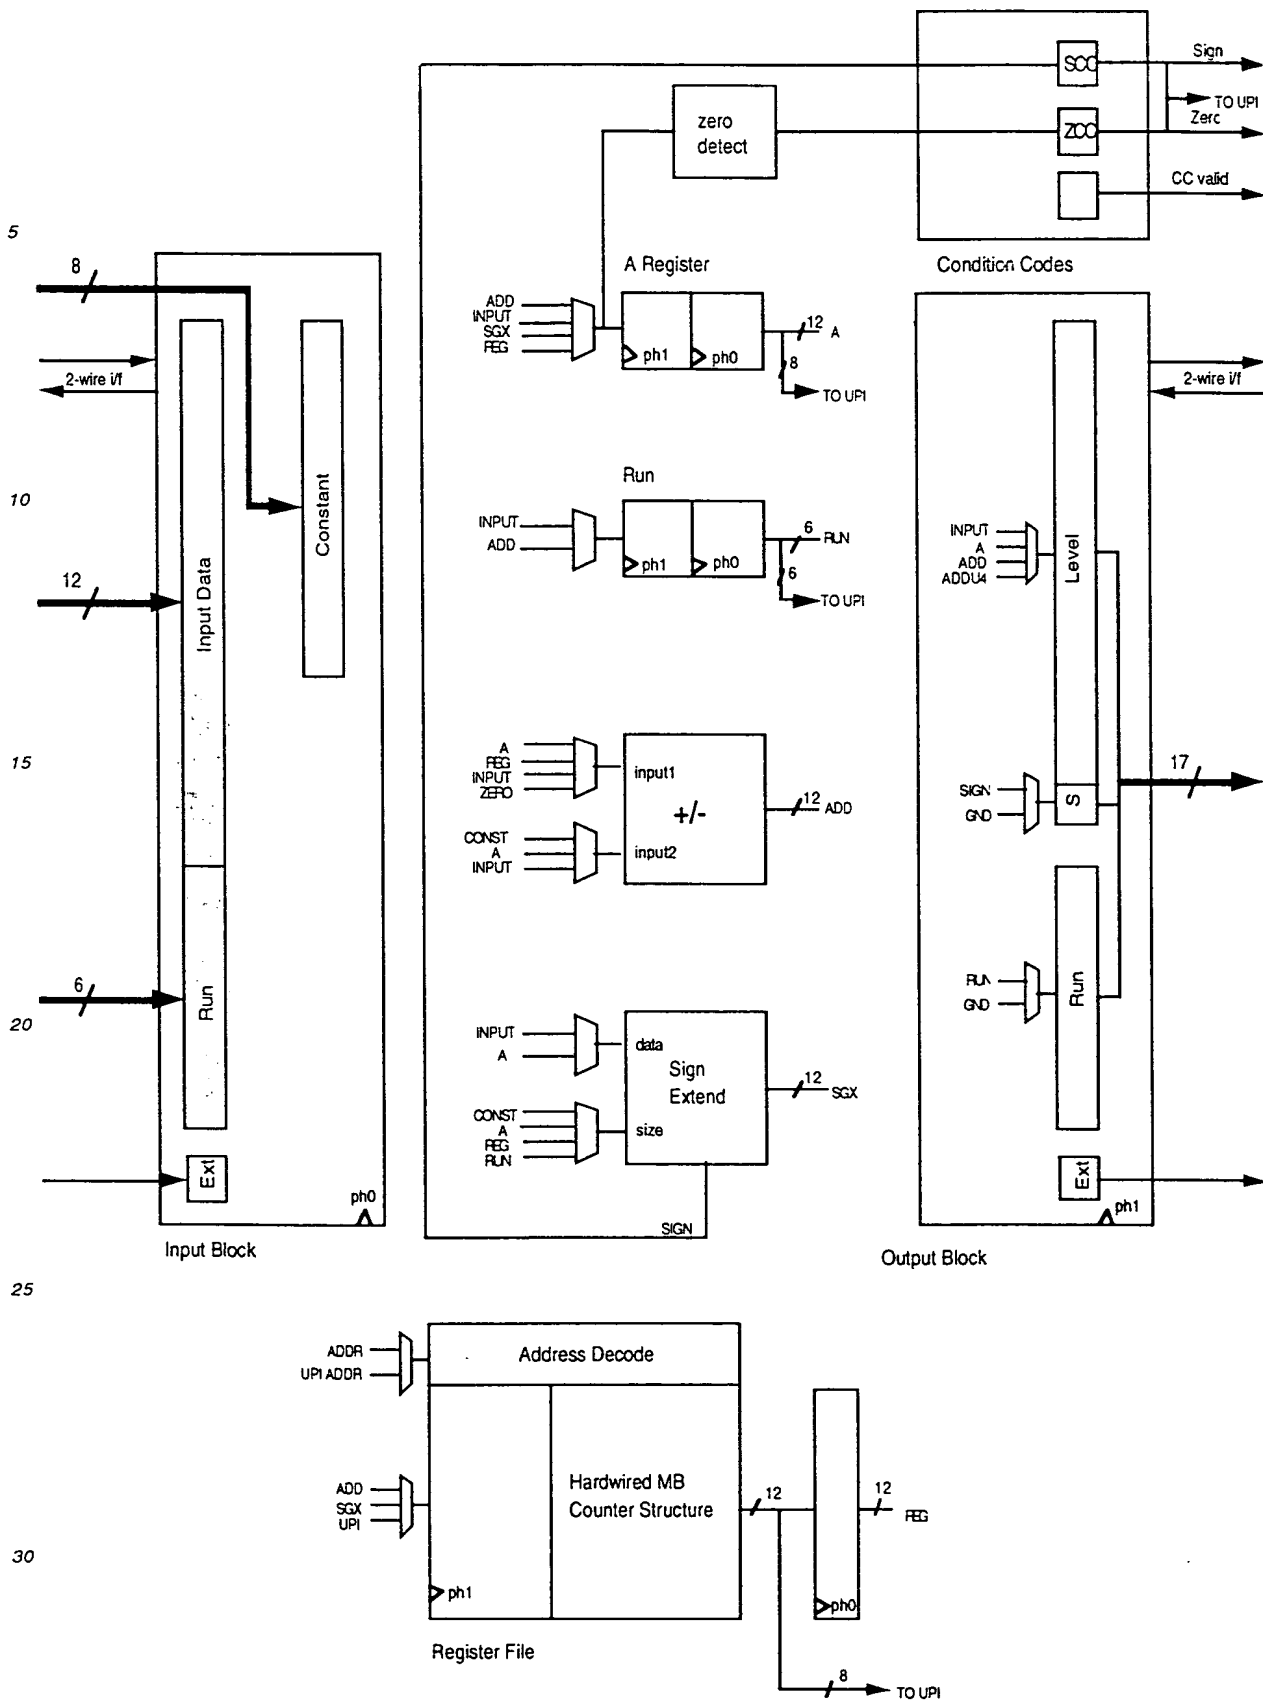 SCC
Sign
TO UPI
zero
detect
ZCC
Zero
CC valid
5
8
A Register
Condition Codes
ADD
INPUT
SGX
REG
ph1
ph0
12
A
8
TO UPI
2-wire i/f
2-wire i/f
Run
10
Constant
INPUT
ADD
ph1
ph0
6
RUN
6
TO UPI
INPUT
A
ADD
ADDU4
Level
12
Input Data
15
A
REG
INPUT
ZERO
input1
+/-
12
ADD
CONST
A
INPUT
input2
SIGN
GND
S
17
6
Run
RUN
GND
Run
20
INPUT
A
data
Sign
Extend
12
SGX
CONST
A
REG
RUN
size
Ext
ph0
SIGN
Ext
ph1
Input Block
Output Block
25
ADDR
UPI ADDR
Address Decode
ADD
SGX
UPI
Hardwired MB
Counter Structure
12
12
REG
30
ph1
ph0
Register File
8
TO UPI